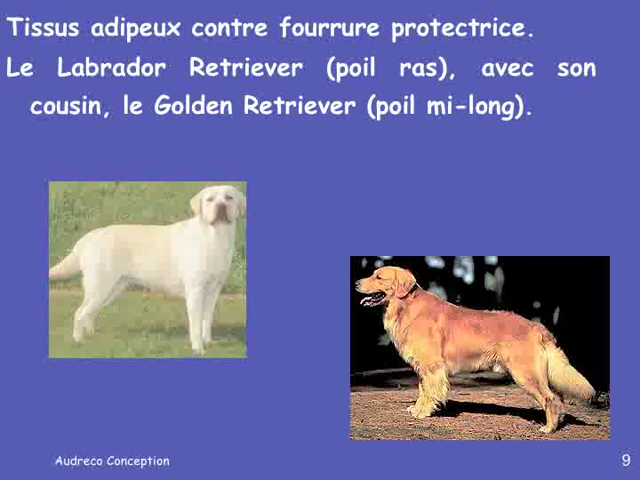 Tissus adipeux contre fourrure protectrice.
Le Labrador Retriever (poil ras), avec son
cousin, le Golden Retriever (poil mi-long).
Audreco Conception
9